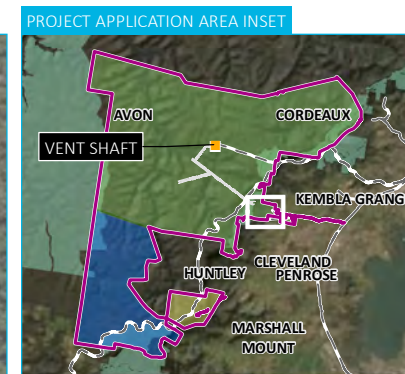 PROJECT APPLICATION AREA INSET
AVON
CORDEAUX
VENT SHAFT
KEMBLA GRANG
HUNTLEY
CLEVELAND
PENROSE
MARSHALL
MOUNT